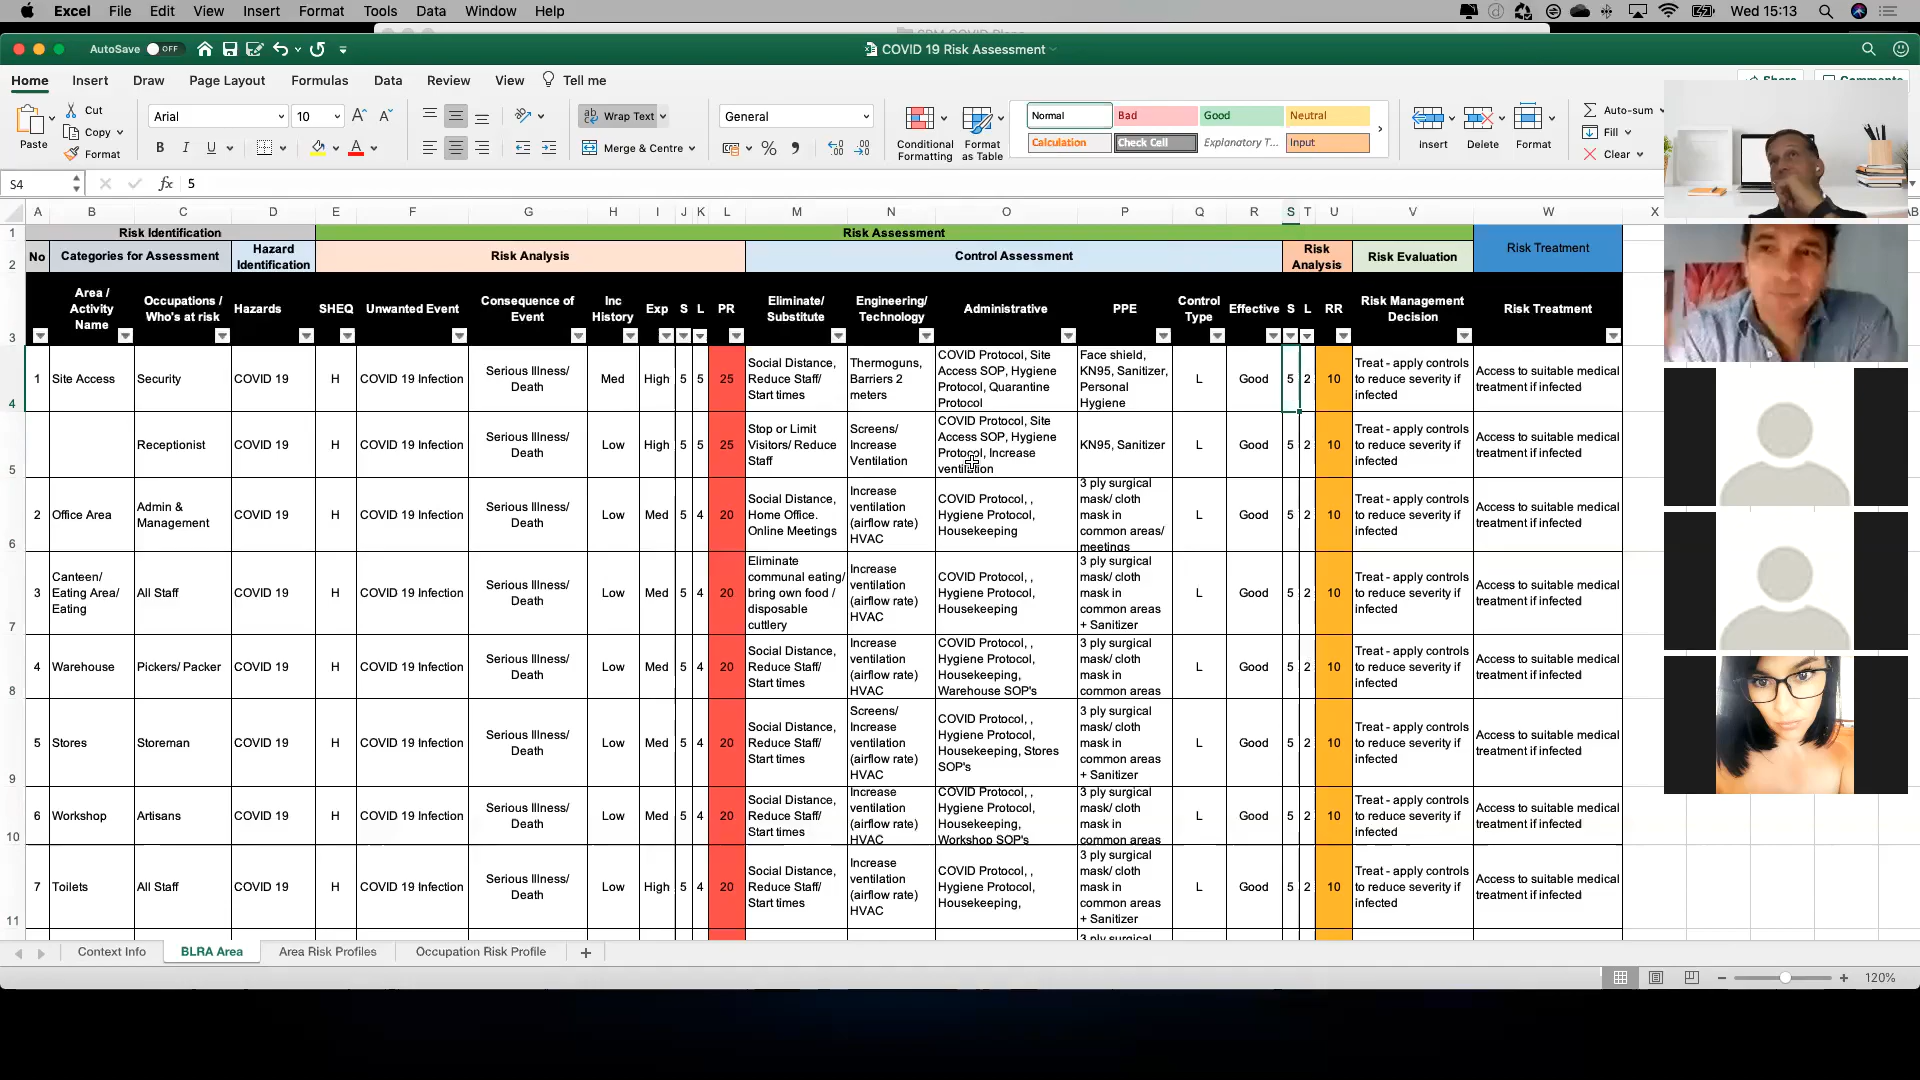 Excel File Edit View Insert Format Tools Data Window Help Wed 15:13
AutoSave OFF COVID 19 Risk Assessment
Home Insert Draw Page Layout Formulas Data Review View Tell me Share Comments
Paste Cut Copy Format
Arial 10
B I U
Wrap Text
Merge & Centre
General
Conditional Formatting
Format as Table
Normal Bad Good Neutral
Calculation Check Cell Explanatory T... Input
Insert Delete Format
Auto-sum
Fill
Clear
S4 fx 5
A B C D E F G H I J K L M N O P Q R S T U V W X AB
1 Risk Identification Risk Assessment Risk Treatment
2 No Categories for Assessment Hazard Identification Risk Analysis Control Assessment Risk Analysis Risk Evaluation
3 Area / Activity Name Occupations / Who's at risk Hazards SHEQ Unwanted Event Consequence of Event Inc History Exp S L PR Eliminate/ Substitute Engineering/ Technology Administrative PPE Control Type Effective S L RR Risk Management Decision Risk Treatment
4 1 Site Access Security COVID 19 H COVID 19 Infection Serious Illness/ Death Med High 5 5 25 Social Distance, Reduce Staff/ Start times Thermoguns, Barriers 2 meters COVID Protocol, Site Access SOP, Hygiene Protocol, Quarantine Protocol Face shield, KN95, Sanitizer, Personal Hygiene L Good 5 2 10 Treat - apply controls to reduce severity if infected Access to suitable medical treatment if infected
5 Receptionist COVID 19 H COVID 19 Infection Serious Illness/ Death Low High 5 5 25 Stop or Limit Visitors/ Reduce Staff Screens/ Increase Ventilation COVID Protocol, Site Access SOP, Hygiene Protocol, Increase ventilation KN95, Sanitizer L Good 5 2 10 Treat - apply controls to reduce severity if infected Access to suitable medical treatment if infected
6 2 Office Area Admin & Management COVID 19 H COVID 19 Infection Serious Illness/ Death Low Med 5 4 20 Social Distance, Home Office. Online Meetings Increase ventilation (airflow rate) HVAC COVID Protocol, , Hygiene Protocol, Housekeeping 3 ply surgical mask/ cloth mask in common areas/ meetings L Good 5 2 10 Treat - apply controls to reduce severity if infected Access to suitable medical treatment if infected
7 3 Canteen/ Eating Area/ Eating All Staff COVID 19 H COVID 19 Infection Serious Illness/ Death Low Med 5 4 20 Eliminate communal eating/ bring own food / disposable cuttlery Increase ventilation (airflow rate) HVAC COVID Protocol, , Hygiene Protocol, Housekeeping 3 ply surgical mask/ cloth mask in common areas + Sanitizer L Good 5 2 10 Treat - apply controls to reduce severity if infected Access to suitable medical treatment if infected
8 4 Warehouse Pickers/ Packer COVID 19 H COVID 19 Infection Serious Illness/ Death Low Med 5 4 20 Social Distance, Reduce Staff/ Start times Increase ventilation (airflow rate) HVAC COVID Protocol, , Hygiene Protocol, Housekeeping, Warehouse SOP's 3 ply surgical mask/ cloth mask in common areas L Good 5 2 10 Treat - apply controls to reduce severity if infected Access to suitable medical treatment if infected
9 5 Stores Storeman COVID 19 H COVID 19 Infection Serious Illness/ Death Low Med 5 4 20 Social Distance, Reduce Staff/ Start times Screens/ Increase ventilation (airflow rate) HVAC COVID Protocol, , Hygiene Protocol, Housekeeping, Stores SOP's 3 ply surgical mask/ cloth mask in common areas + Sanitizer L Good 5 2 10 Treat - apply controls to reduce severity if infected Access to suitable medical treatment if infected
10 6 Workshop Artisans COVID 19 H COVID 19 Infection Serious Illness/ Death Low Med 5 4 20 Social Distance, Reduce Staff/ Start times Increase ventilation (airflow rate) HVAC COVID Protocol, , Hygiene Protocol, Housekeeping, Workshop SOP's 3 ply surgical mask/ cloth mask in common areas L Good 5 2 10 Treat - apply controls to reduce severity if infected Access to suitable medical treatment if infected
11 7 Toilets All Staff COVID 19 H COVID 19 Infection Serious Illness/ Death Low High 5 4 20 Social Distance, Reduce Staff/ Start times Increase ventilation (airflow rate) HVAC COVID Protocol, , Hygiene Protocol, Housekeeping, 3 ply surgical mask/ cloth mask in common areas + Sanitizer L Good 5 2 10 Treat - apply controls to reduce severity if infected Access to suitable medical treatment if infected
3 ply surgical
Context Info BLRA Area Area Risk Profiles Occupation Risk Profile
120%